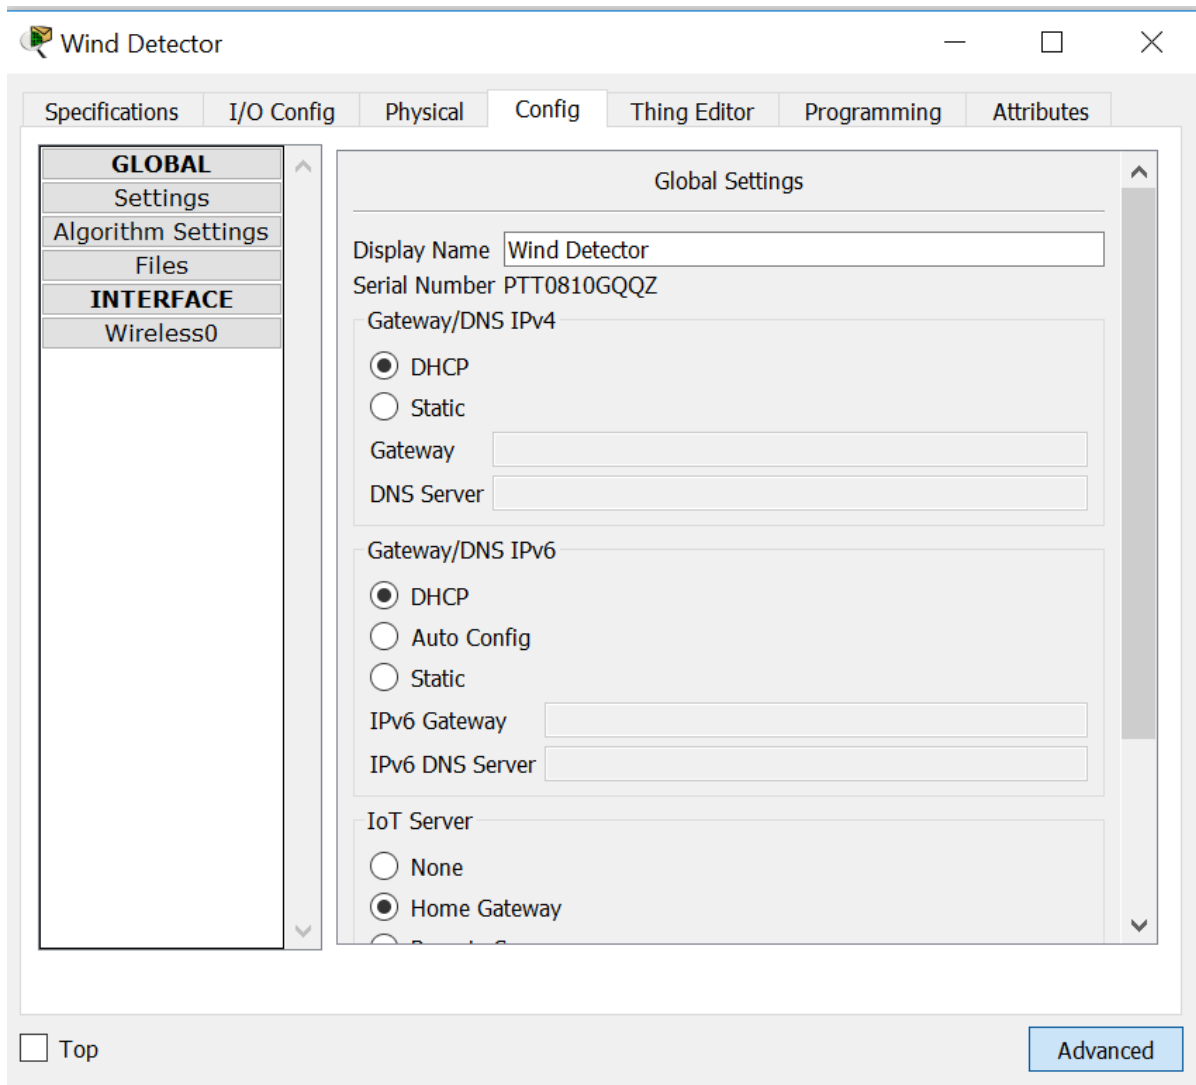 Wind Detector
Specifications I/O Config Physical Config Thing Editor Programming Attributes
GLOBAL
Settings
Algorithm Settings
Files
INTERFACE
Wireless0
Global Settings
Display Name Wind Detector
Serial Number PTT0810GQQZ
Gateway/DNS IPv4
DHCP
Static
Gateway
DNS Server
Gateway/DNS IPv6
DHCP
Auto Config
Static
IPv6 Gateway
IPv6 DNS Server
IoT Server
None
Home Gateway
Top
Advanced